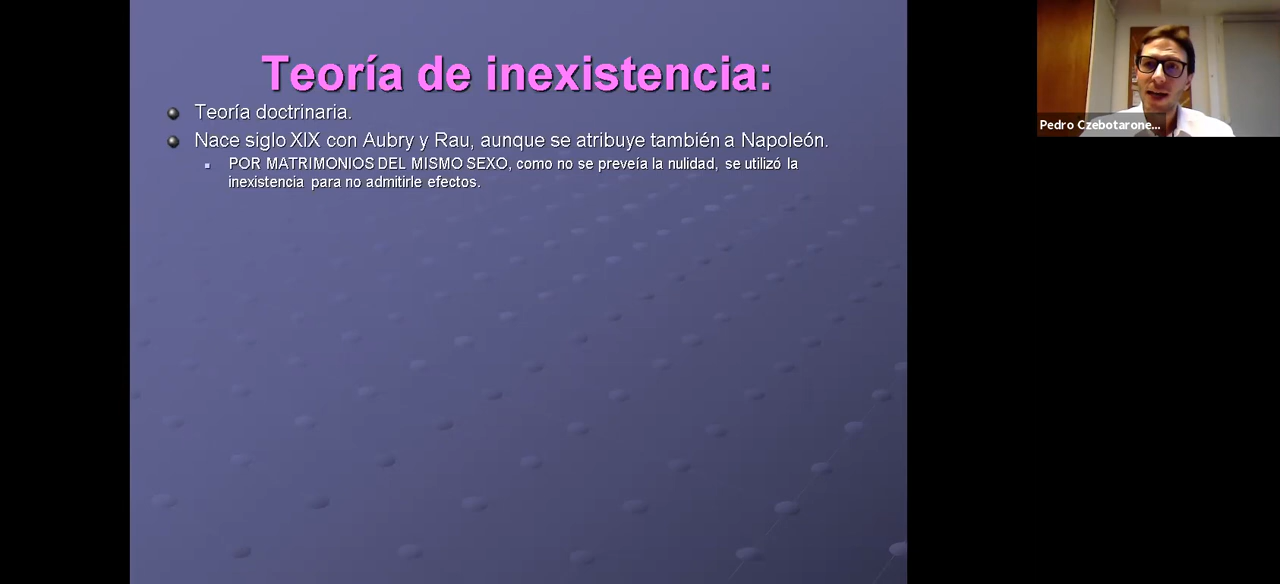 Teoría de inexistencia:
Teoría doctrinaria.
Nace siglo XIX con Aubry y Rau, aunque se atribuye también a Napoleón.
POR MATRIMONIOS DEL MISMO SEXO, como no se preveía la nulidad, se utilizó la
inexistencia para no admitirle efectos.
Pedro Czebotarone...